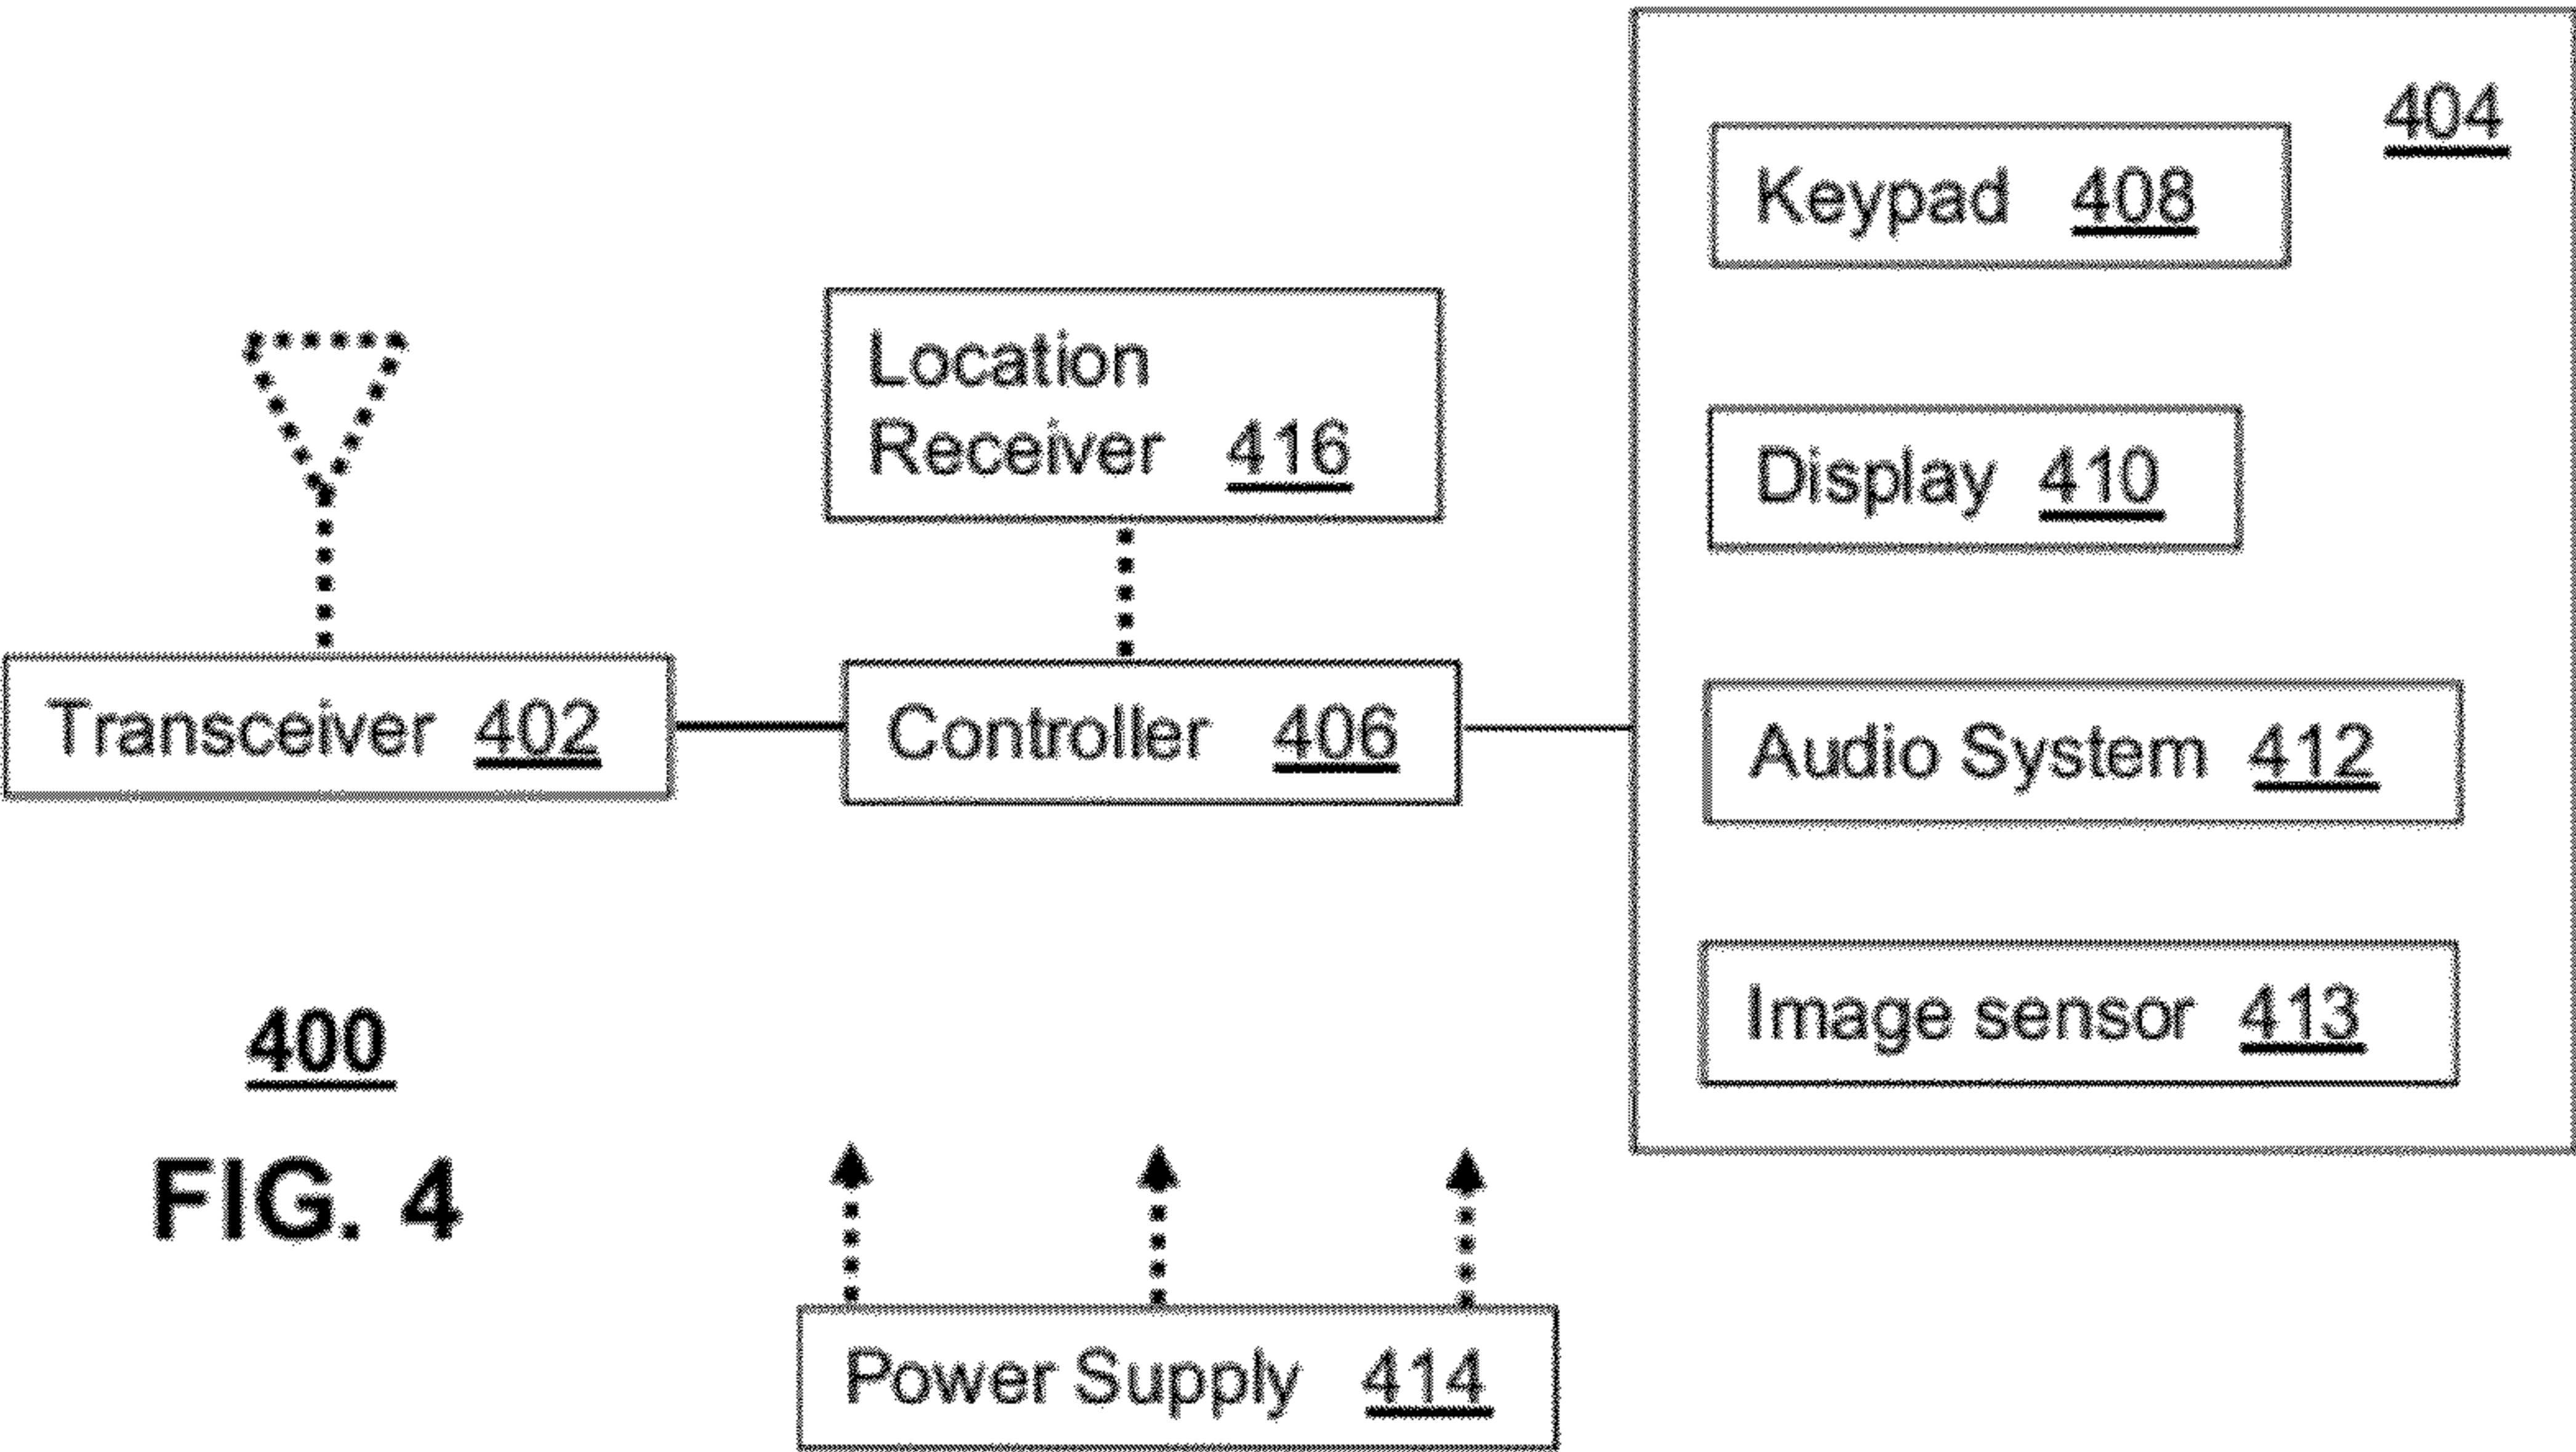 404
Keypad 408
Location
Receiver 416
Display 410
Transceiver 402
Controller 406
Audio System 412
Image sensor 413
400
FIG. 4
Power Supply 414